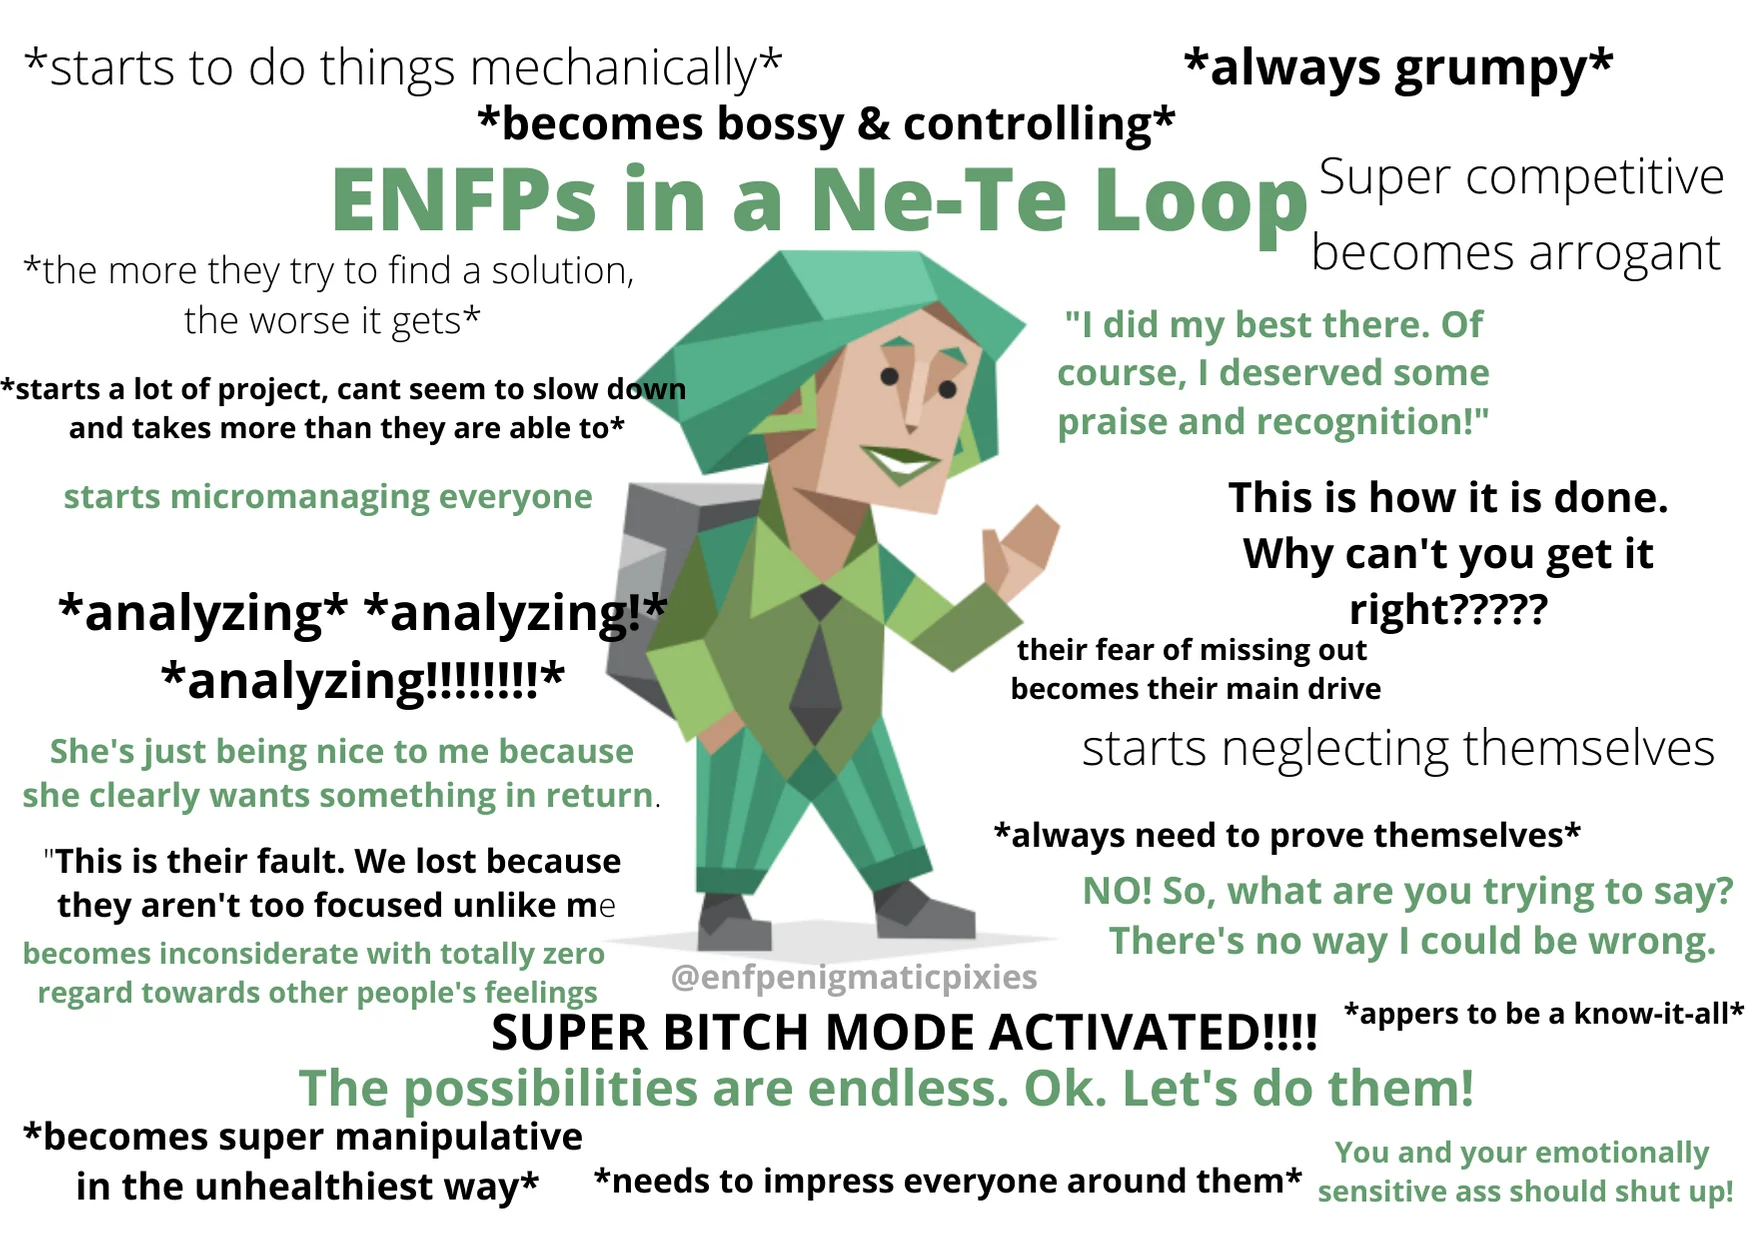 *starts to do things mechanically*
*always grumpy*
*becomes bossy & controlling*
ENFPs in a Ne-Te Loop
Super competitive
becomes arrogant
*the more they try to find a solution,
the worse it gets*
"I did my best there. Of
course, I deserved some
praise and recognition!"
*starts a lot of project, cant seem to slow down
and takes more than they are able to*
starts micromanaging everyone
This is how it is done.
Why can't you get it
right?????
*analyzing* *analyzing!*
*analyzing!!!!!!!!*
their fear of missing out
becomes their main drive
She's just being nice to me because
she clearly wants something in return.
starts neglecting themselves
"This is their fault. We lost because
they aren't too focused unlike me
*always need to prove themselves*
NO! So, what are you trying to say?
There's no way I could be wrong.
becomes inconsiderate with totally zero
regard towards other people's feelings
@enfpenigmaticpixies
SUPER BITCH MODE ACTIVATED!!!!
*appers to be a know-it-all*
The possibilities are endless. Ok. Let's do them!
*becomes super manipulative
in the unhealthiest way*
*needs to impress everyone around them*
You and your emotionally
sensitive ass should shut up!